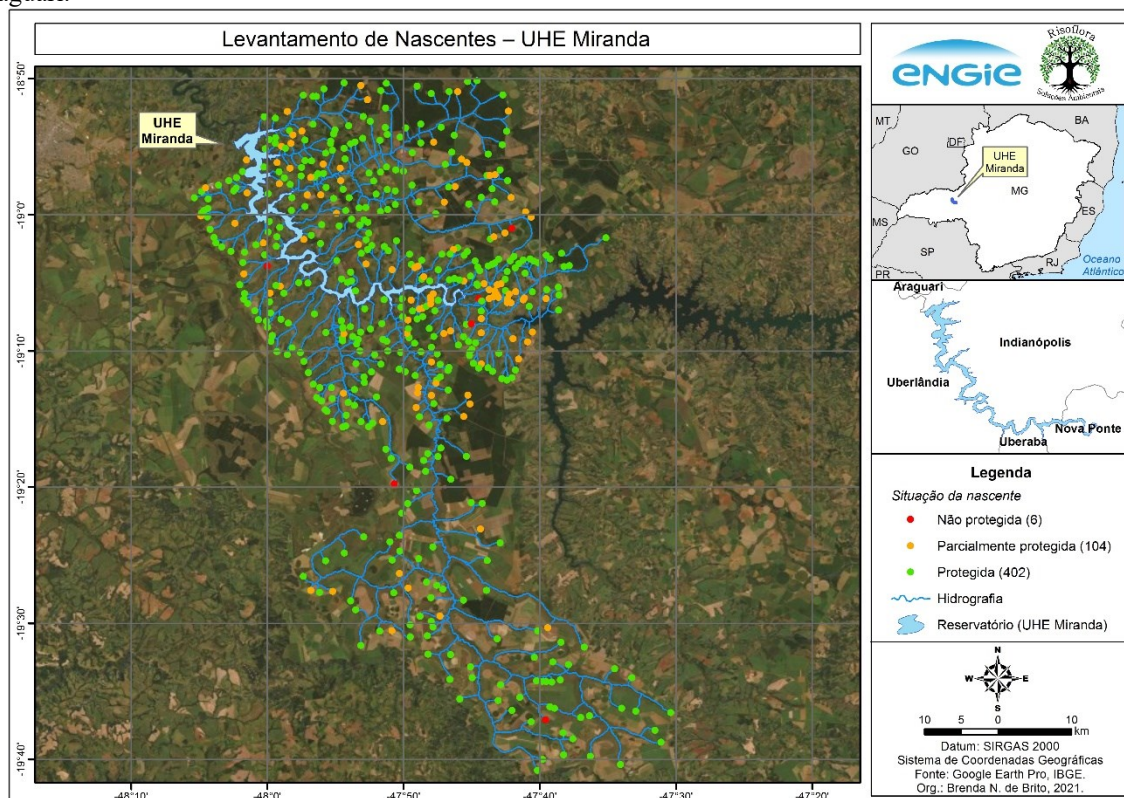 Levantamento de Nascentes – UHE Miranda
-18°50'
-19°0'
-19°10'
-19°20'
-19°30'
-19°40'
UHE
Miranda
-48°10'
-48°0'
-47°50'
-47°40'
-47°30'
-47°20'
ENGIE
Risoflora
Soluções Ambientais
MT
GO
DF
BA
UHE
Miranda
MG
MS
ES
SP
RJ
PR
Oceano
Atlântico
Araguari
Indianópolis
Uberlândia
Nova Ponte
Uberaba
Legenda
Situação da nascente
Não protegida (6)
Parcialmente protegida (104)
Protegida (402)
Hidrografia
Reservatório (UHE Miranda)
N
W E
S
10 5 0 10
km
Datum: SIRGAS 2000
Sistema de Coordenadas Geográficas
Fonte: Google Earth Pro, IBGE.
Org.: Brenda N. de Brito, 2021.